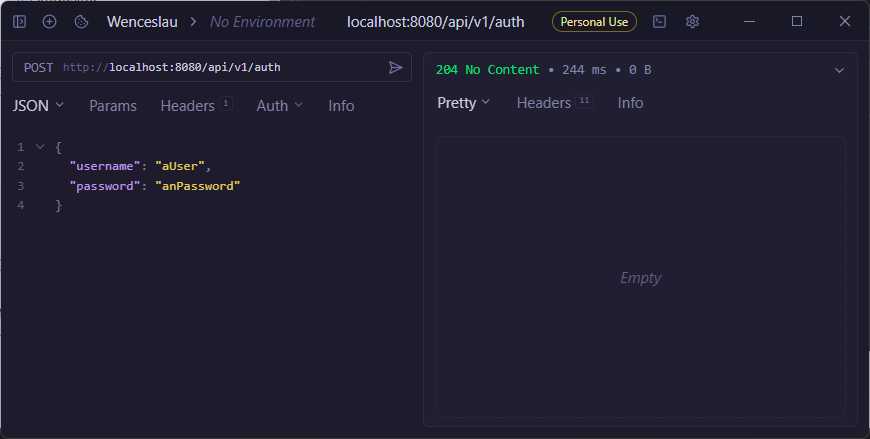 Wenceslau > No Environment localhost:8080/api/v1/auth Personal Use
POST http://localhost:8080/api/v1/auth
JSON Params Headers 1 Auth Info
1 {
2 "username": "aUser",
3 "password": "anPassword"
4 }
204 No Content • 244 ms • 0 B
Pretty Headers 11 Info
Empty